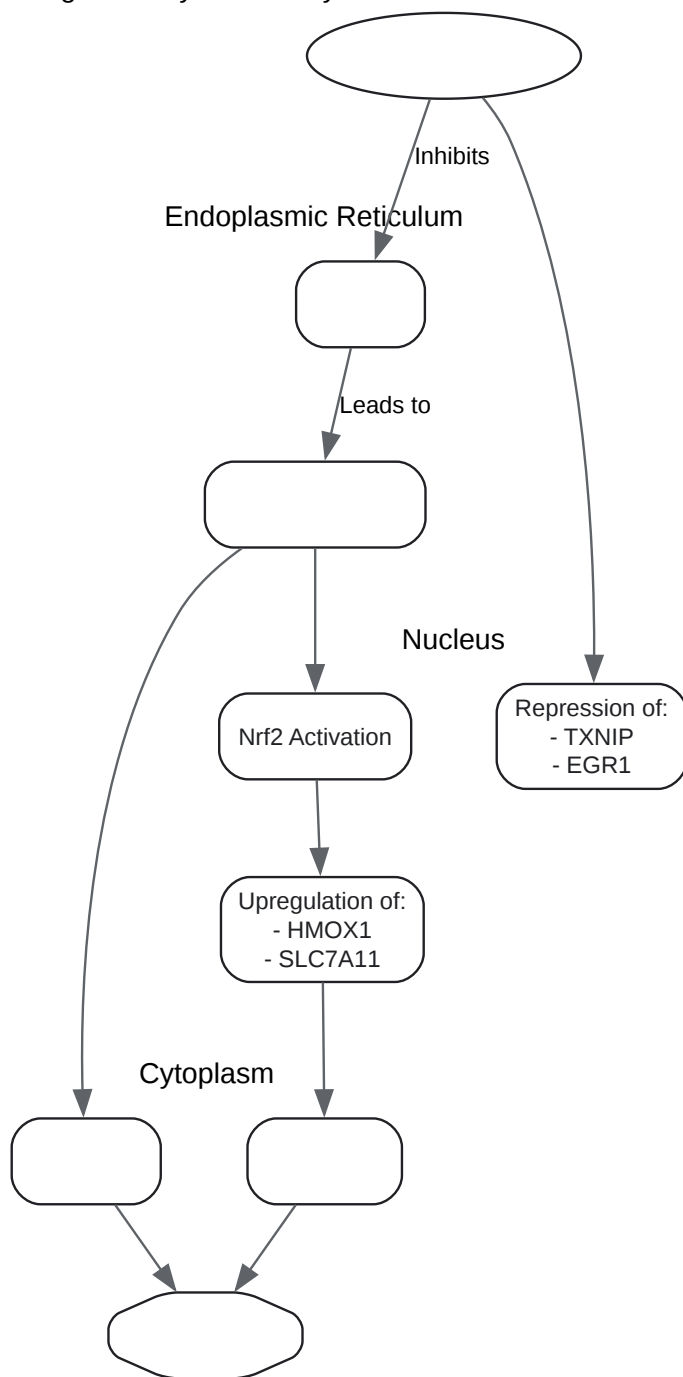 Inhibits
Endoplasmic Reticulum
Leads to
Nucleus
Repression of:
- TXNIP
- EGR1
Nrf2 Activation
Upregulation of:
- HMOX1
- SLC7A11
Cytoplasm